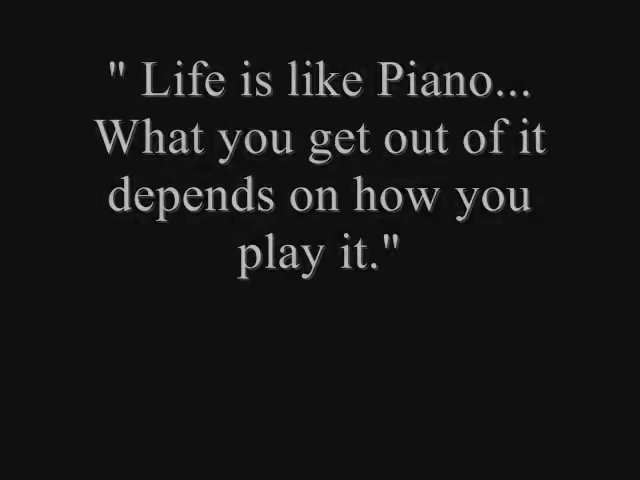 " Life is like Piano...
What you get out of it
depends on how you
play it."